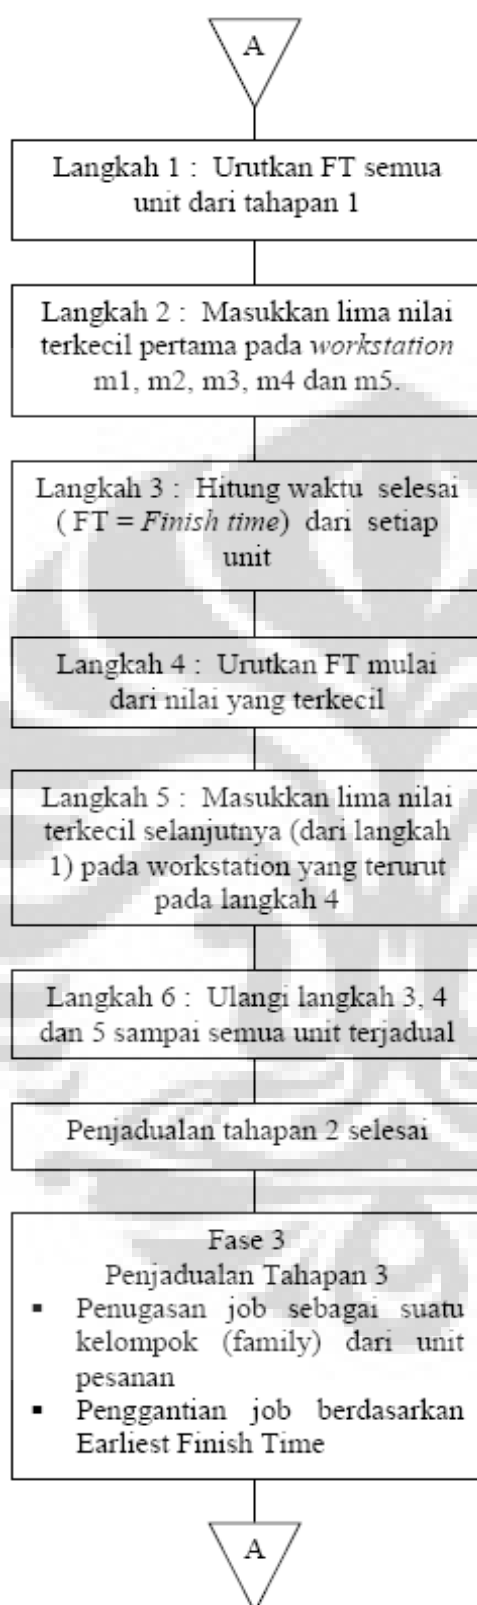 A
Langkah 1 : Urutkan FT semua
unit dari tahapan 1
Langkah 2 : Masukkan lima nilai
terkecil pertama pada workstation
m1, m2, m3, m4 dan m5.
Langkah 3 : Hitung waktu selesai
( FT = Finish time) dari setiap
unit
Langkah 4 : Urutkan FT mulai
dari nilai yang terkecil
Langkah 5 : Masukkan lima nilai
terkecil selanjutnya (dari langkah
1) pada workstation yang terurut
pada langkah 4
Langkah 6 : Ulangi langkah 3, 4
dan 5 sampai semua unit terjadual
Penjadualan tahapan 2 selesai
Fase 3
Penjadualan Tahapan 3
▪ Penugasan job sebagai suatu
kelompok (family) dari unit
pesanan
▪ Penggantian job berdasarkan
Earliest Finish Time
A